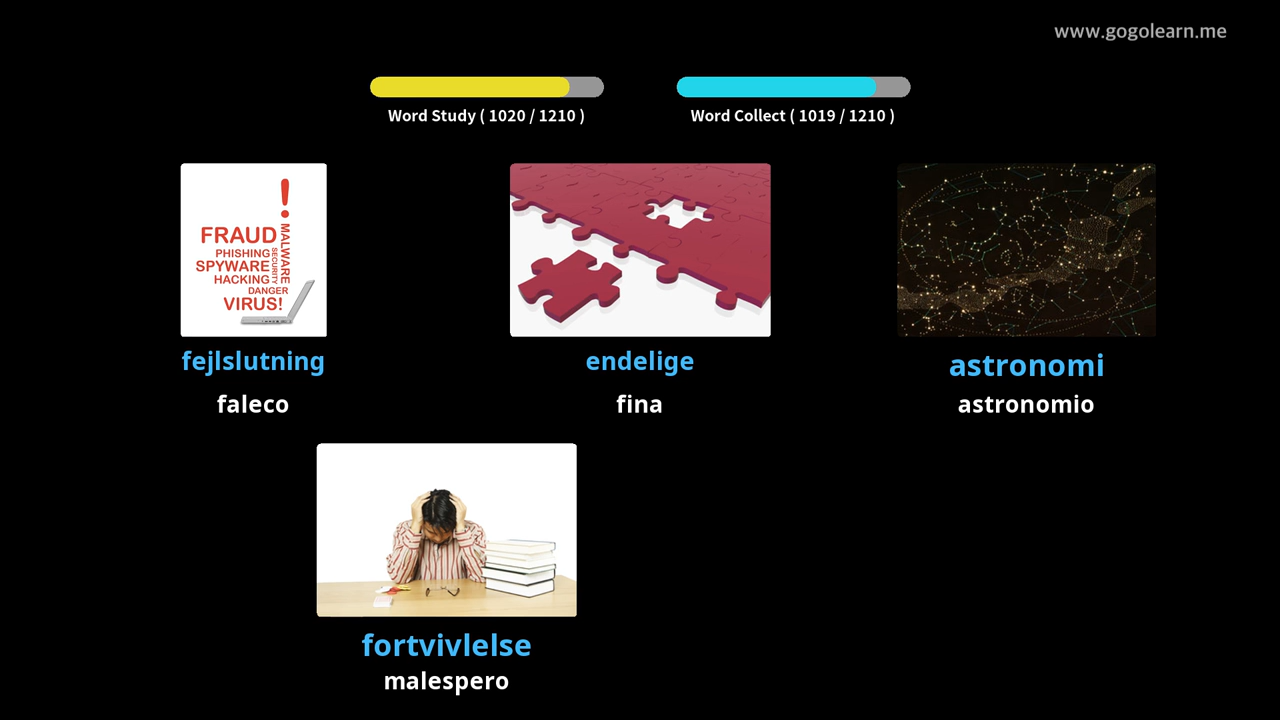 www.gogolearn.me
Word Study ( 1020 / 1210 )
Word Collect ( 1019 / 1210 )
!
FRAUD
MALWARE
PHISHING
SECURITY
SPYWARE
HACKING
DANGER
VIRUS!
fejlslutning
faleco
endelige
fina
astronomi
astronomio
fortvivlelse
malespero